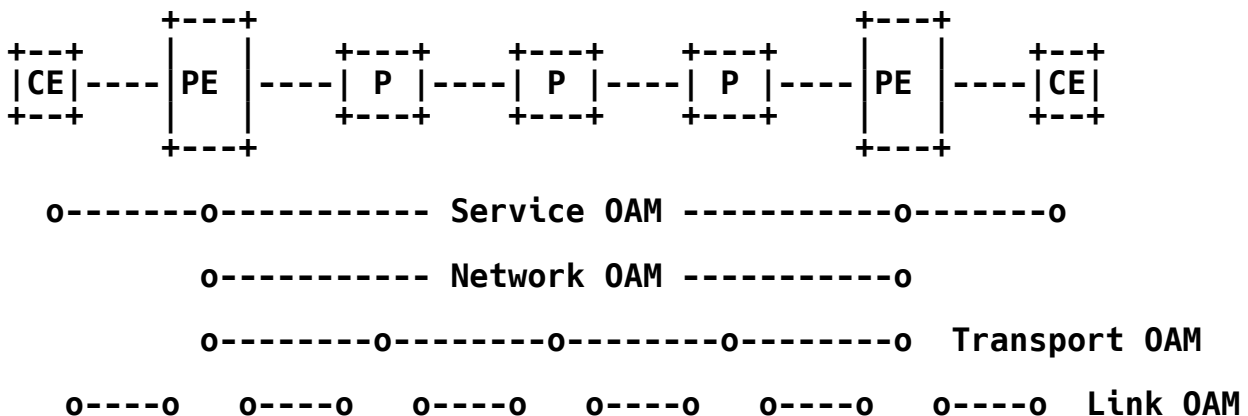 +---+                             +---+
+--+   |   |   +---+   +---+   +---+   |   |   +--+
|CE|----|PE |----| P |----| P |----| P |----|PE |----|CE|
+--+   |   |   +---+   +---+   +---+   |   |   +--+
       +---+                             +---+
o-------o----------- Service OAM -----------o-------o
o----------- Network OAM -----------o
o--------o--------o--------o--------o Transport OAM
o----o o----o o----o o----o o----o o----o Link OAM